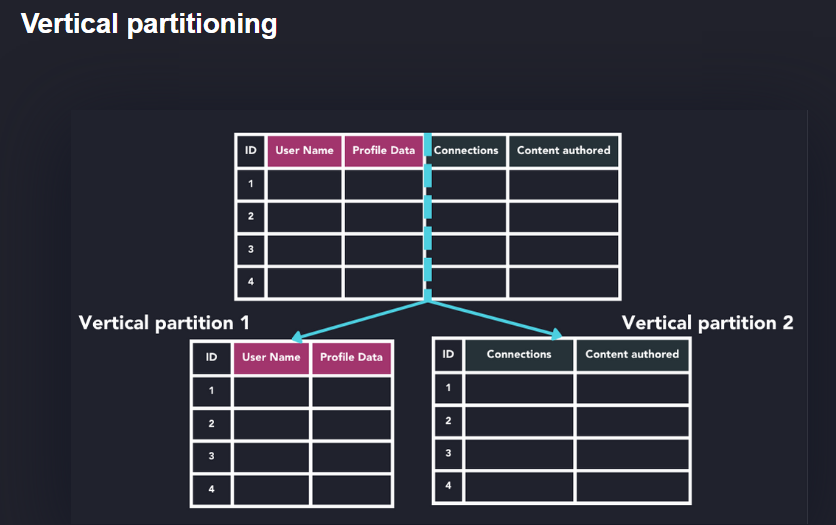 Vertical partitioning
ID User Name Profile Data Connections Content authored
1
2
3
4
Vertical partition 1
Vertical partition 2
ID User Name Profile Data
1
2
3
4
ID Connections Content authored
1
2
3
4